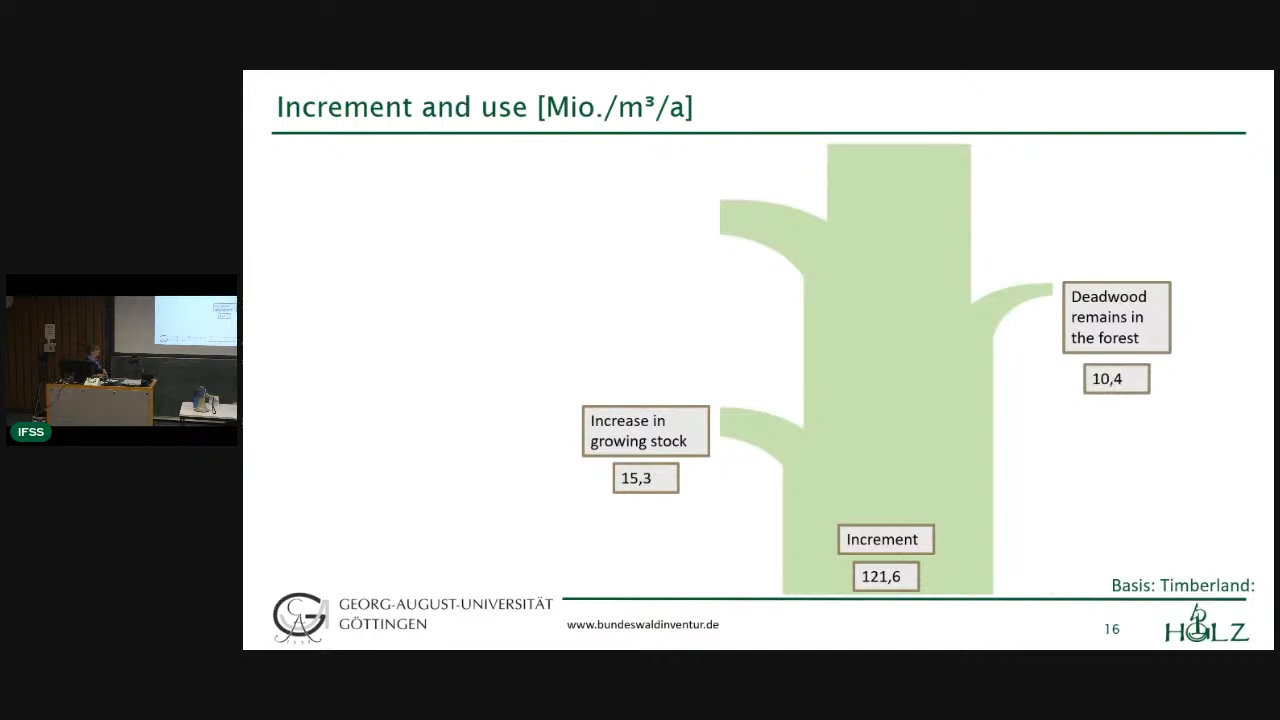 Increment and use [Mio./m³/a]
Deadwood
remains in
the forest
10,4
Increase in
growing stock
15,3
Increment
121,6
Basis: Timberland:
GEORG-AUGUST-UNIVERSITÄT
GÖTTINGEN
www.bundeswaldinventur.de
16
HOLZ
IFSS